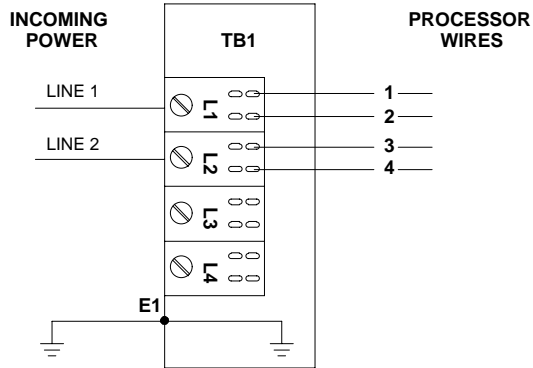 INCOMING
POWER
TB1
PROCESSOR
WIRES
LINE 1
L1
1
2
LINE 2
L2
3
4
L3
L4
E1